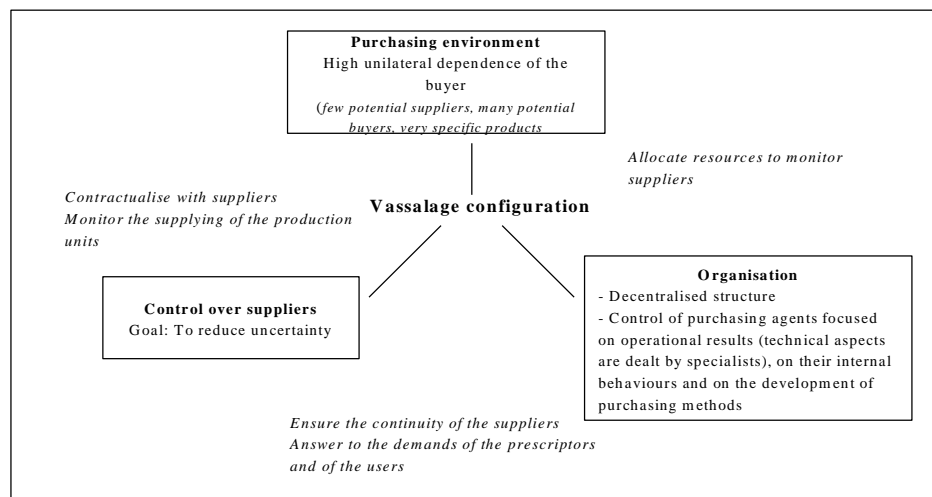 Purchasing environment
High unilateral dependence of the
buyer
(few potential suppliers, many potential
buyers, very specific products
Allocate resources to monitor
suppliers
Contractualise with suppliers
Monitor the supplying of the production
units
Vassalage configuration
Control over suppliers
Goal: To reduce uncertainty
Organisation
- Decentralised structure
- Control of purchasing agents focused
on operational results (technical aspects
are dealt by specialists), on their internal
behaviours and on the development of
purchasing methods
Ensure the continuity of the suppliers
Answer to the demands of the prescriptors
and of the users